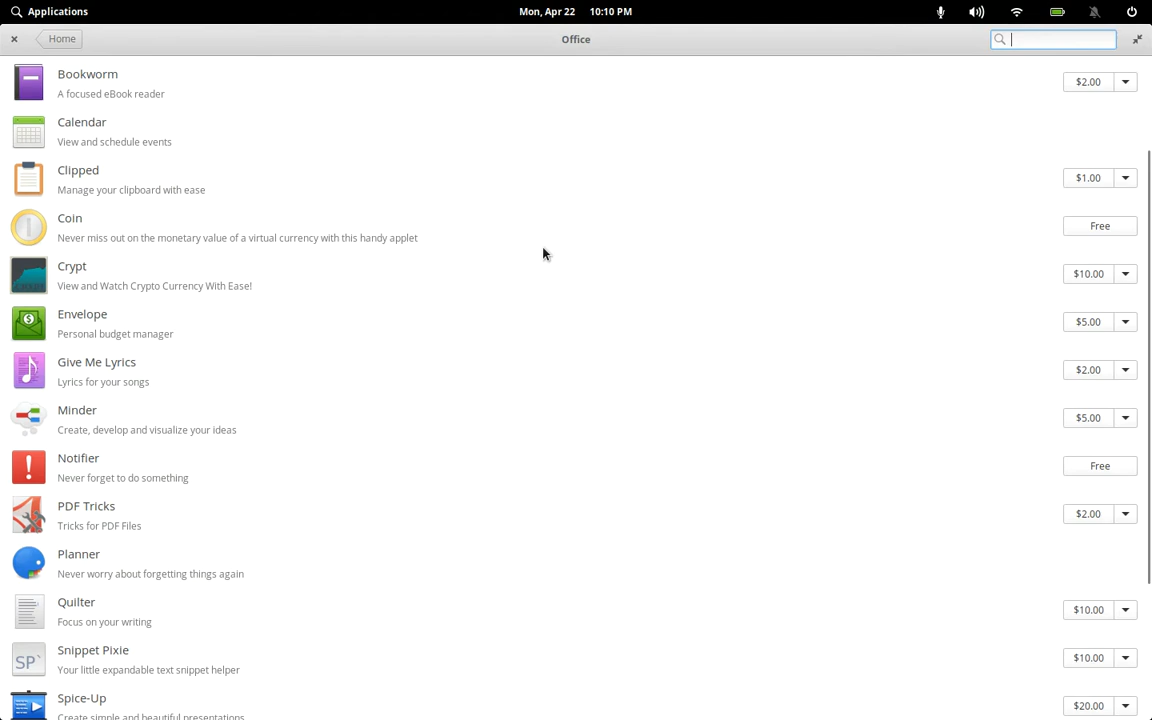 Applications
Mon, Apr 22 10:10 PM
Home
Office
Bookworm
A focused eBook reader
$2.00
Calendar
View and schedule events
Clipped
Manage your clipboard with ease
$1.00
Coin
Never miss out on the monetary value of a virtual currency with this handy applet
Free
Crypt
View and Watch Crypto Currency With Ease!
$10.00
Envelope
Personal budget manager
$5.00
Give Me Lyrics
Lyrics for your songs
$2.00
Minder
Create, develop and visualize your ideas
$5.00
Notifier
Never forget to do something
Free
PDF Tricks
Tricks for PDF Files
$2.00
Planner
Never worry about forgetting things again
Quilter
Focus on your writing
$10.00
SP`
Snippet Pixie
Your little expandable text snippet helper
$10.00
Spice-Up
Create simple and beautiful presentations
$20.00